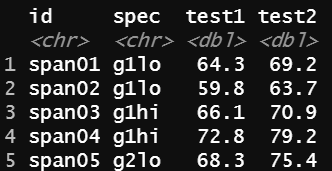 id spec test1 test2
<chr> <chr> <dbl> <dbl>
1 span01 g1lo 64.3 69.2
2 span02 g1lo 59.8 63.7
3 span03 g1hi 66.1 70.9
4 span04 g1hi 72.8 79.2
5 span05 g2lo 68.3 75.4